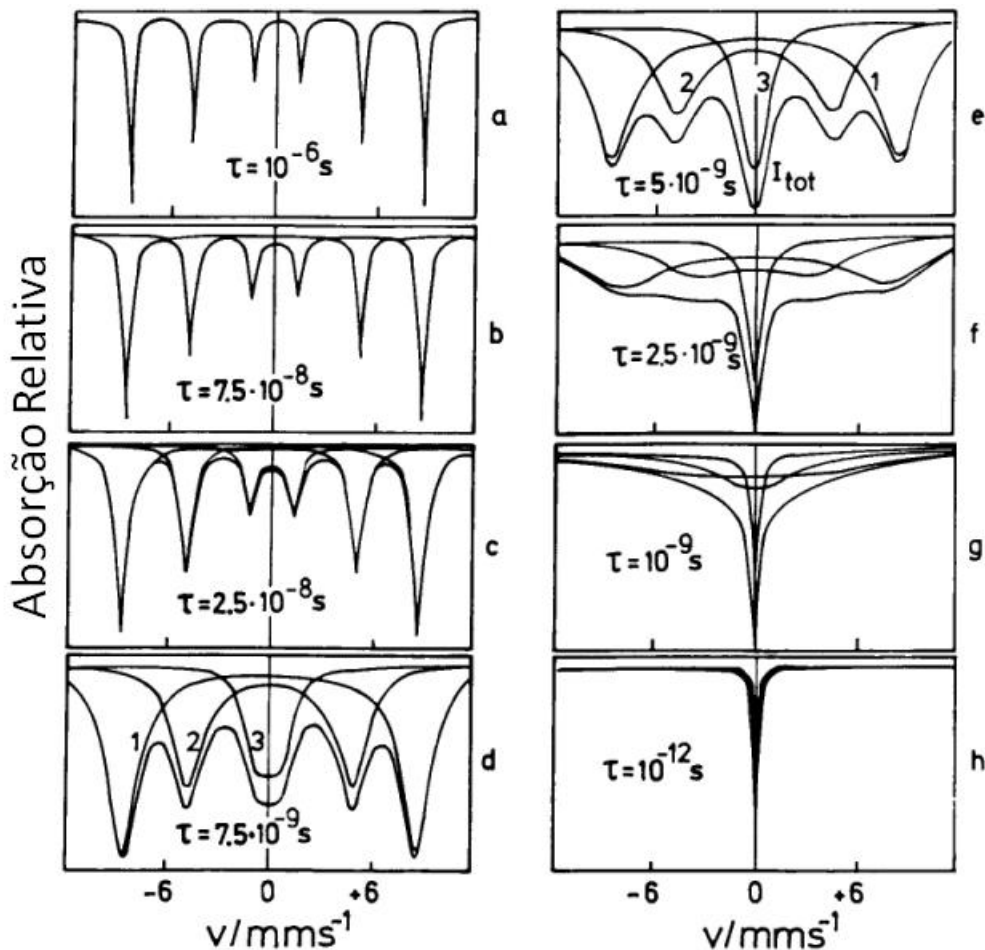 Absorção Relativa
a
τ=10⁻⁶s
b
τ=7.5·10⁻⁸s
c
τ=2.5·10⁻⁸s
1
2
3
d
τ=7.5·10⁻⁹s
-6
0
+6
v/mms⁻¹
2
3
1
e
τ=5·10⁻⁹s
I_tot
f
τ=2.5·10⁻⁹s
g
τ=10⁻⁹s
h
τ=10⁻¹²s
-6
0
+6
v/mms⁻¹